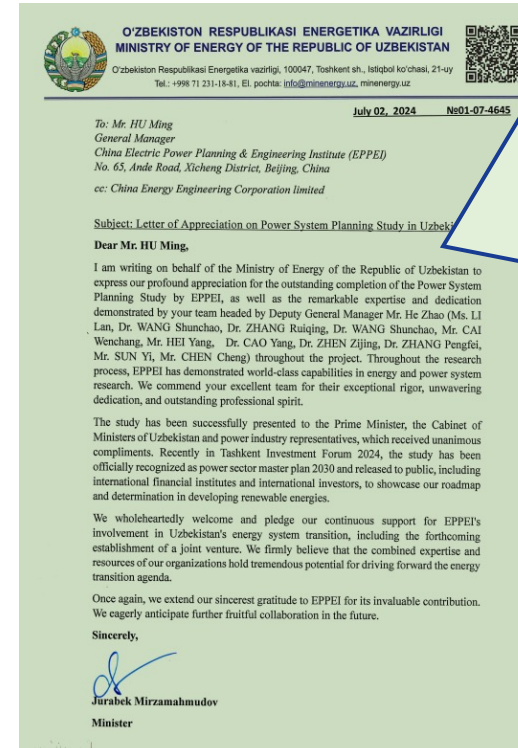 O'ZBEKISTON RESPUBLIKASI ENERGETIKA VAZIRLIGI
MINISTRY OF ENERGY OF THE REPUBLIC OF UZBEKISTAN
O'zbekiston Respublikasi Energetika vazirligi, 100047, Toshkent sh., Istiqbol ko'chasi, 21-uy
Tel.: +998 71 231-18-81, El. pochta: info@minenergy.uz, minenergy.uz
July 02, 2024 №01-07-4645
To: Mr. HU Ming
General Manager
China Electric Power Planning & Engineering Institute (EPPEI)
No. 65, Ande Road, Xicheng District, Beijing, China
cc: China Energy Engineering Corporation limited
Subject: Letter of Appreciation on Power System Planning Study in
Dear Mr. HU Ming,
I am writing on behalf of the Ministry of Energy of the Republic of Uzbekistan to
express our profound appreciation for the outstanding completion of the Power System
Planning Study by EPPEI, as well as the remarkable expertise and dedication
demonstrated by your team headed by Deputy General Manager Mr. He Zhao (Ms. LI
Lan, Dr. WANG Shunchao, Dr. ZHANG Ruiqing, Dr. WANG Shunchao, Mr. CAI
Wenchang, Mr. HEI Yang, Dr. CAO Yang, Dr. ZHEN Zijing, Dr. ZHANG Pengfei,
Mr. SUN Yi, Mr. CHEN Cheng) throughout the project. Throughout the research
process, EPPEI has demonstrated world-class capabilities in energy and power system
research. We commend your excellent team for their exceptional rigor, unwavering
dedication, and outstanding professional spirit.
The study has been successfully presented to the Prime Minister, the Cabinet of
Ministers of Uzbekistan and power industry representatives, which received unanimous
compliments. Recently in Tashkent Investment Forum 2024, the study has been
officially recognized as power sector master plan 2030 and released to public, including
international financial institutes and international investors, to showcase our roadmap
and determination in developing renewable energies.
We wholeheartedly welcome and pledge our continuous support for EPPEI's
involvement in Uzbekistan's energy system transition, including the forthcoming
establishment of a joint venture. We firmly believe that the combined expertise and
resources of our organizations hold tremendous potential for driving forward the energy
transition agenda.
Once again, we extend our sincerest gratitude to EPPEI for its invaluable contribution.
We eagerly anticipate further fruitful collaboration in the future.
Sincerely,
Jurabek Mirzamahmudov
Minister